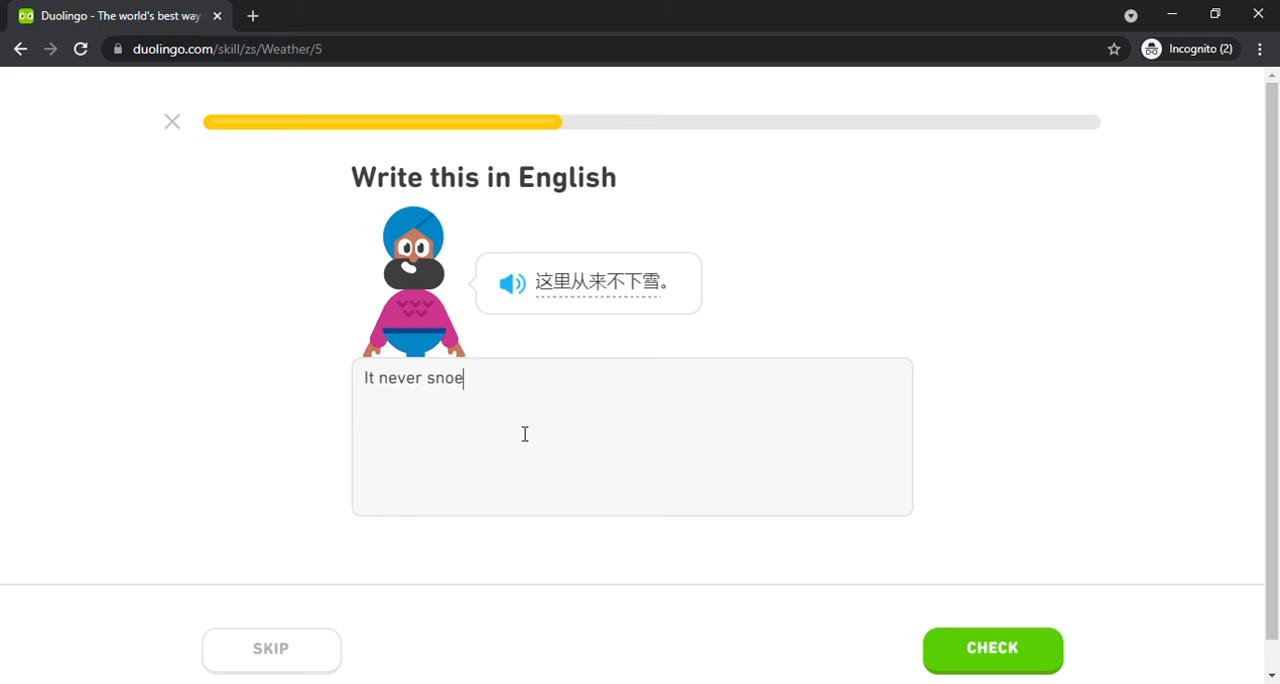 Duolingo - The world's best way
duolingo.com/skill/zs/Weather/5
Incognito (2)
Write this in English
这里从来不下雪。
It never snoe
SKIP
CHECK